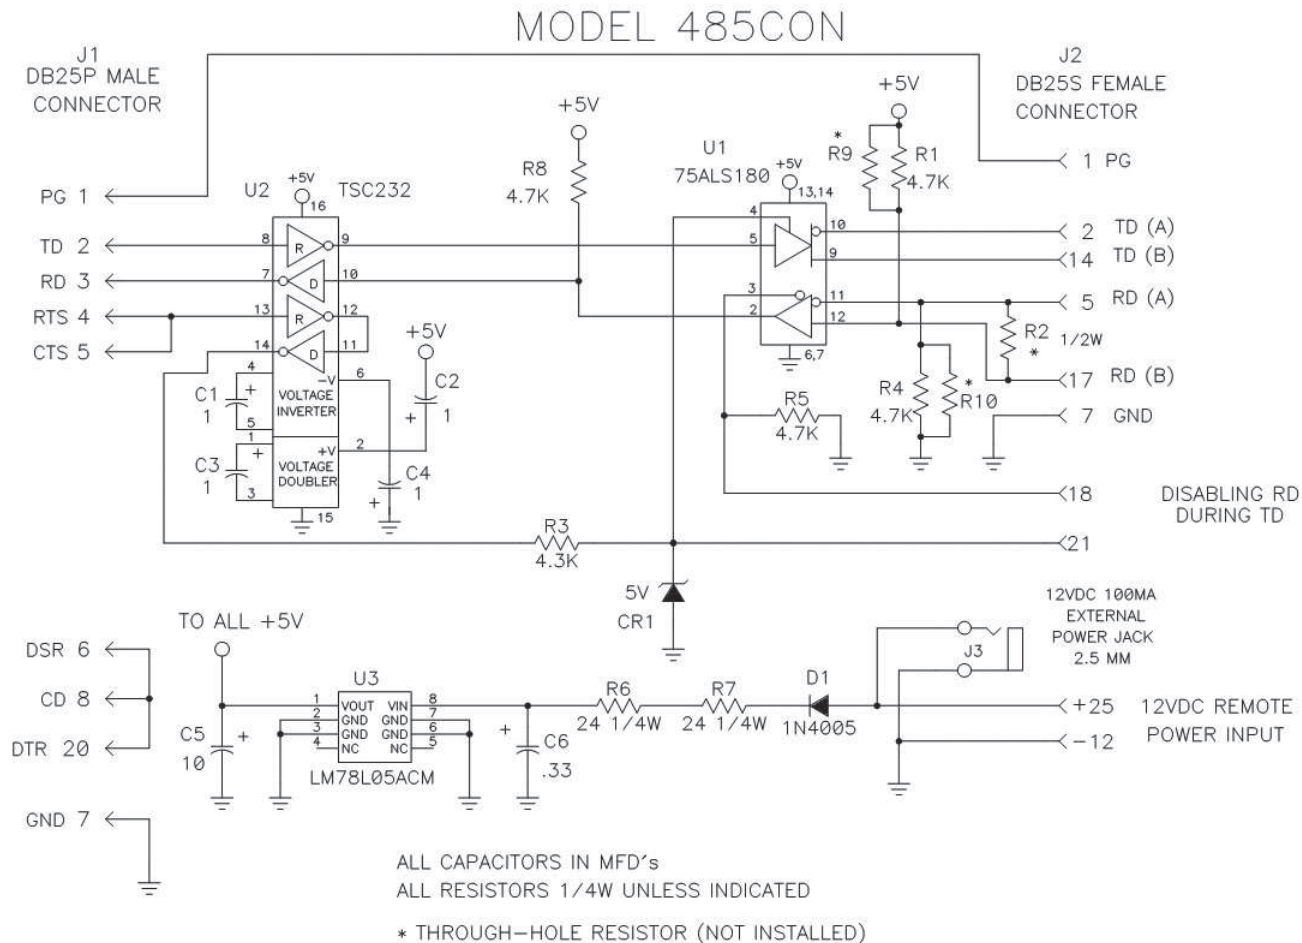 MODEL 485CON
J1
DB25P MALE
CONNECTOR
J2
DB25S FEMALE
CONNECTOR
+5V
+5V
PG 1
TD 2
RD 3
RTS 4
CTS 5
U2
+5V
TSC232
16
8
R
9
7
D
10
13
R
12
14
D
11
4
-V
6
C1
+
1
VOLTAGE
INVERTER
5
1
+V
2
C3
+
1
VOLTAGE
DOUBLER
3
15
+5V
C2
+
1
C4
+
1
R8
4.7K
U1
75ALS180
+5V
13,14
4
5
10
9
3
2
11
12
6,7
*
R9
R1
4.7K
1 PG
2 TD (A)
14 TD (B)
5 RD (A)
R2
*
1/2W
17 RD (B)
R4
4.7K
*
R10
7 GND
R5
4.7K
18
DISABLING RD
DURING TD
21
R3
4.3K
5V
CR1
12VDC 100MA
EXTERNAL
POWER JACK
2.5 MM
J3
TO ALL +5V
DSR 6
CD 8
DTR 20
GND 7
C5
+
10
U3
1 VOUT VIN 8
2 GND GND 7
3 GND GND 6
4 NC NC 5
LM78L05ACM
+
C6
.33
R6
24 1/4W
R7
24 1/4W
D1
1N4005
+25
12VDC REMOTE
POWER INPUT
-12
ALL CAPACITORS IN MFD's
ALL RESISTORS 1/4W UNLESS INDICATED
* THROUGH-HOLE RESISTOR (NOT INSTALLED)